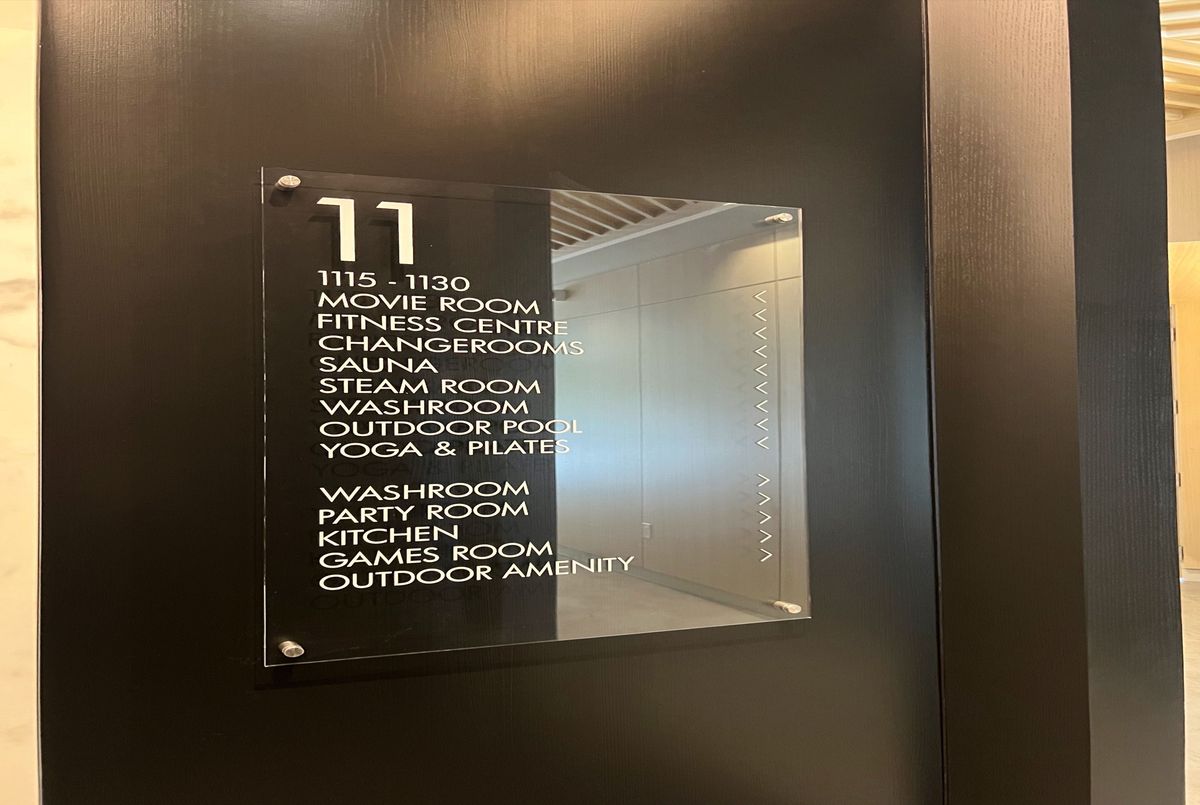 11
1115 - 1130 <
MOVIE ROOM <
FITNESS CENTRE <
CHANGEROOMS <
SAUNA <
STEAM ROOM <
WASHROOM <
OUTDOOR POOL <
YOGA & PILATES <
WASHROOM >
PARTY ROOM >
KITCHEN >
GAMES ROOM >
OUTDOOR AMENITY >